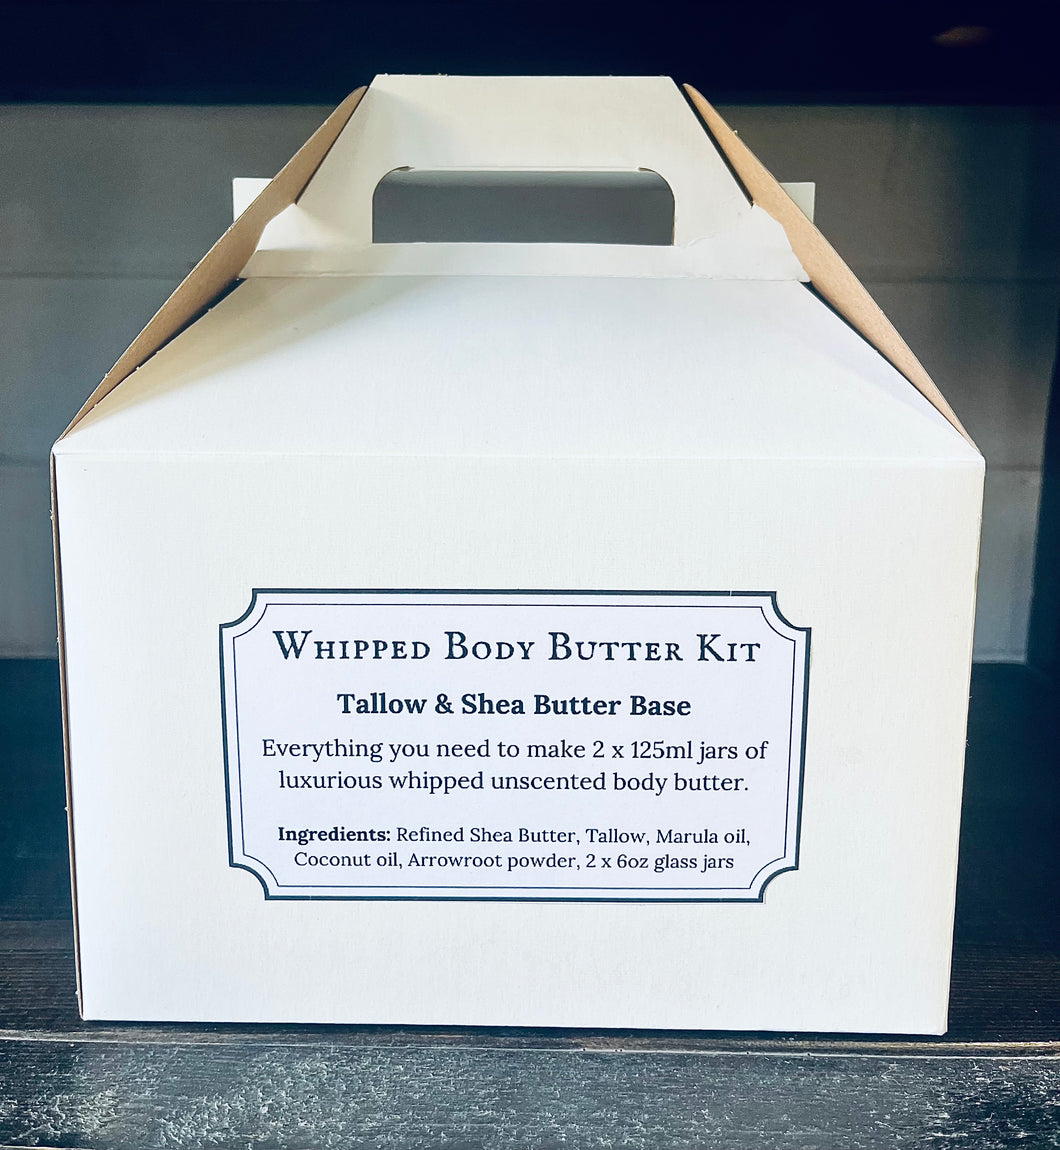 Whipped Body Butter Kit
Tallow & Shea Butter Base
Everything you need to make 2 x 125ml jars of
luxurious whipped unscented body butter.
Ingredients: Refined Shea Butter, Tallow, Marula oil,
Coconut oil, Arrowroot powder, 2 x 6oz glass jars